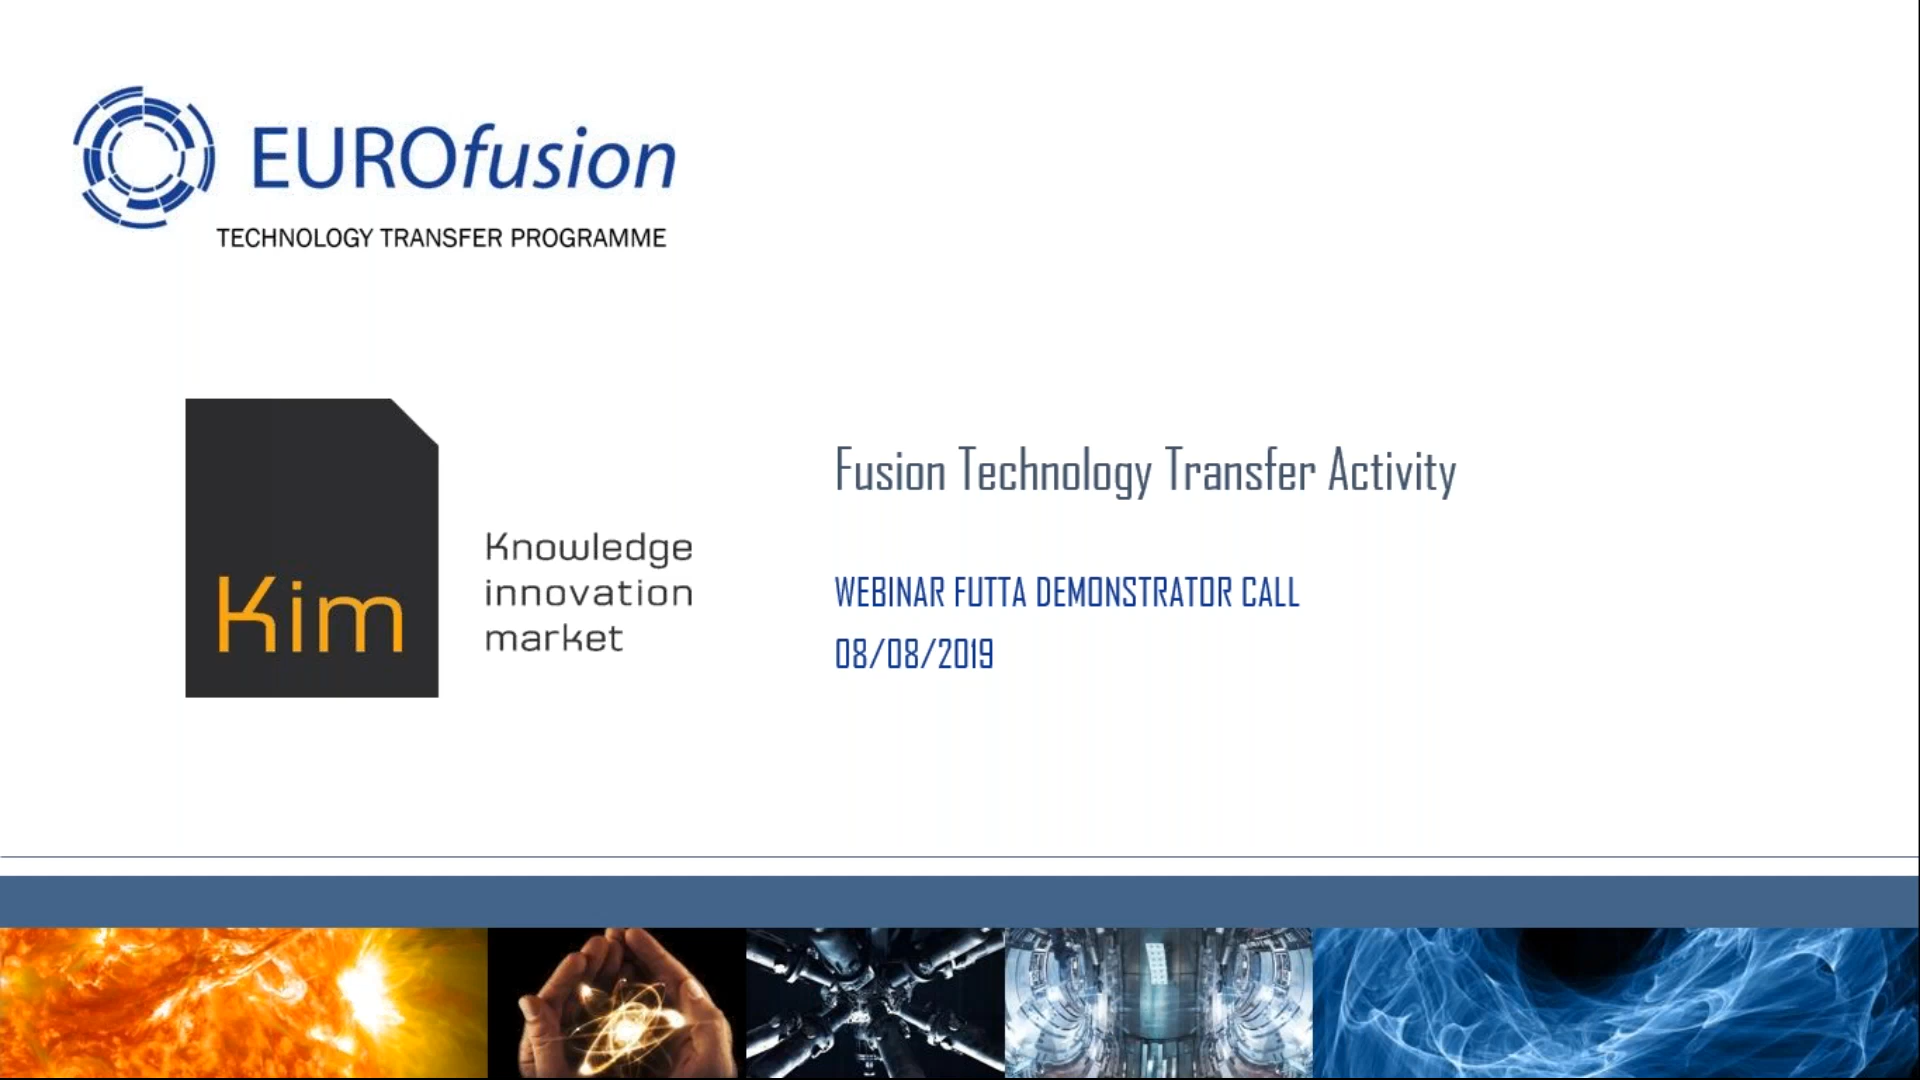 EUROfusion
TECHNOLOGY TRANSFER PROGRAMME
Kim
Knowledge
innovation
market
Fusion Technology Transfer Activity
WEBINAR FUTTA DEMONSTRATOR CALL
08/08/2019